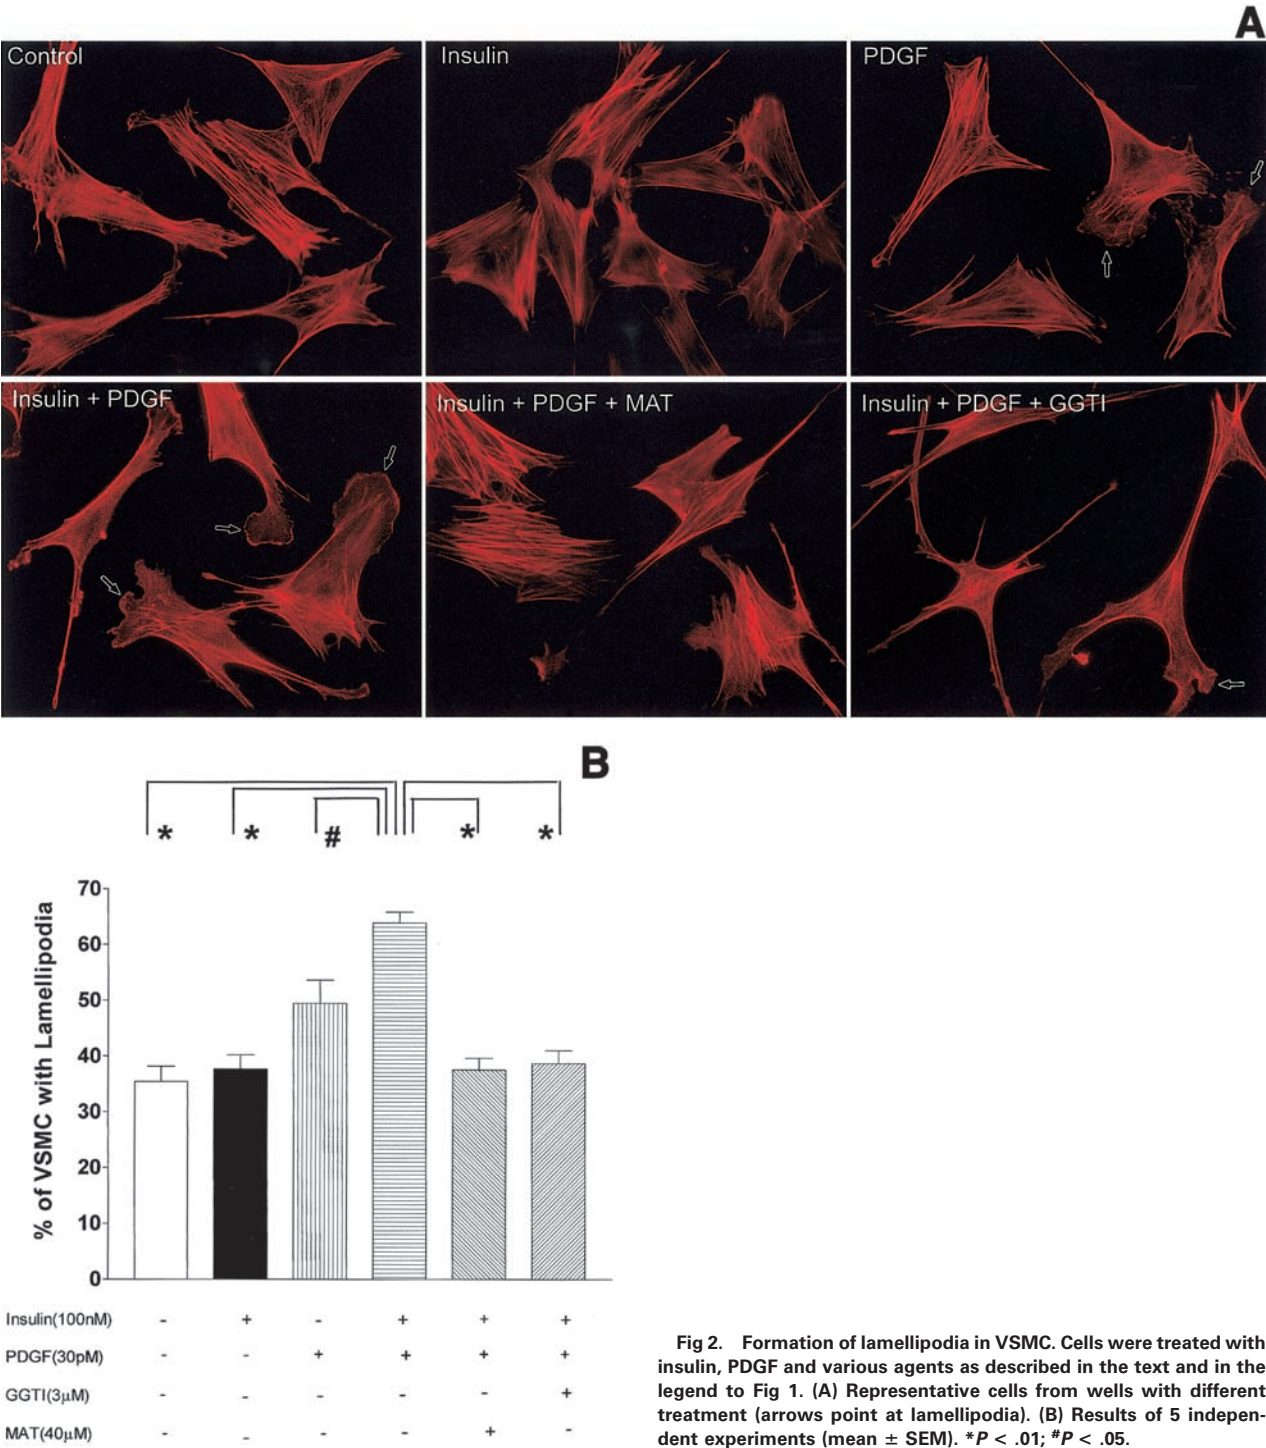 A
Control
Insulin
PDGF
Insulin + PDGF
Insulin + PDGF + MAT
Insulin + PDGF + GGTI
B
* * # * *
% of VSMC with Lamellipodia
70
60
50
40
30
20
10
0
Insulin(100nM) - + - + + +
PDGF(30pM) - - + + + +
GGTI(3μM) - - - - - +
MAT(40μM) - - - - + -
Fig 2. Formation of lamellipodia in VSMC. Cells were treated with
insulin, PDGF and various agents as described in the text and in the
legend to Fig 1. (A) Representative cells from wells with different
treatment (arrows point at lamellipodia). (B) Results of 5 indepen-
dent experiments (mean ± SEM). *P < .01; #P < .05.